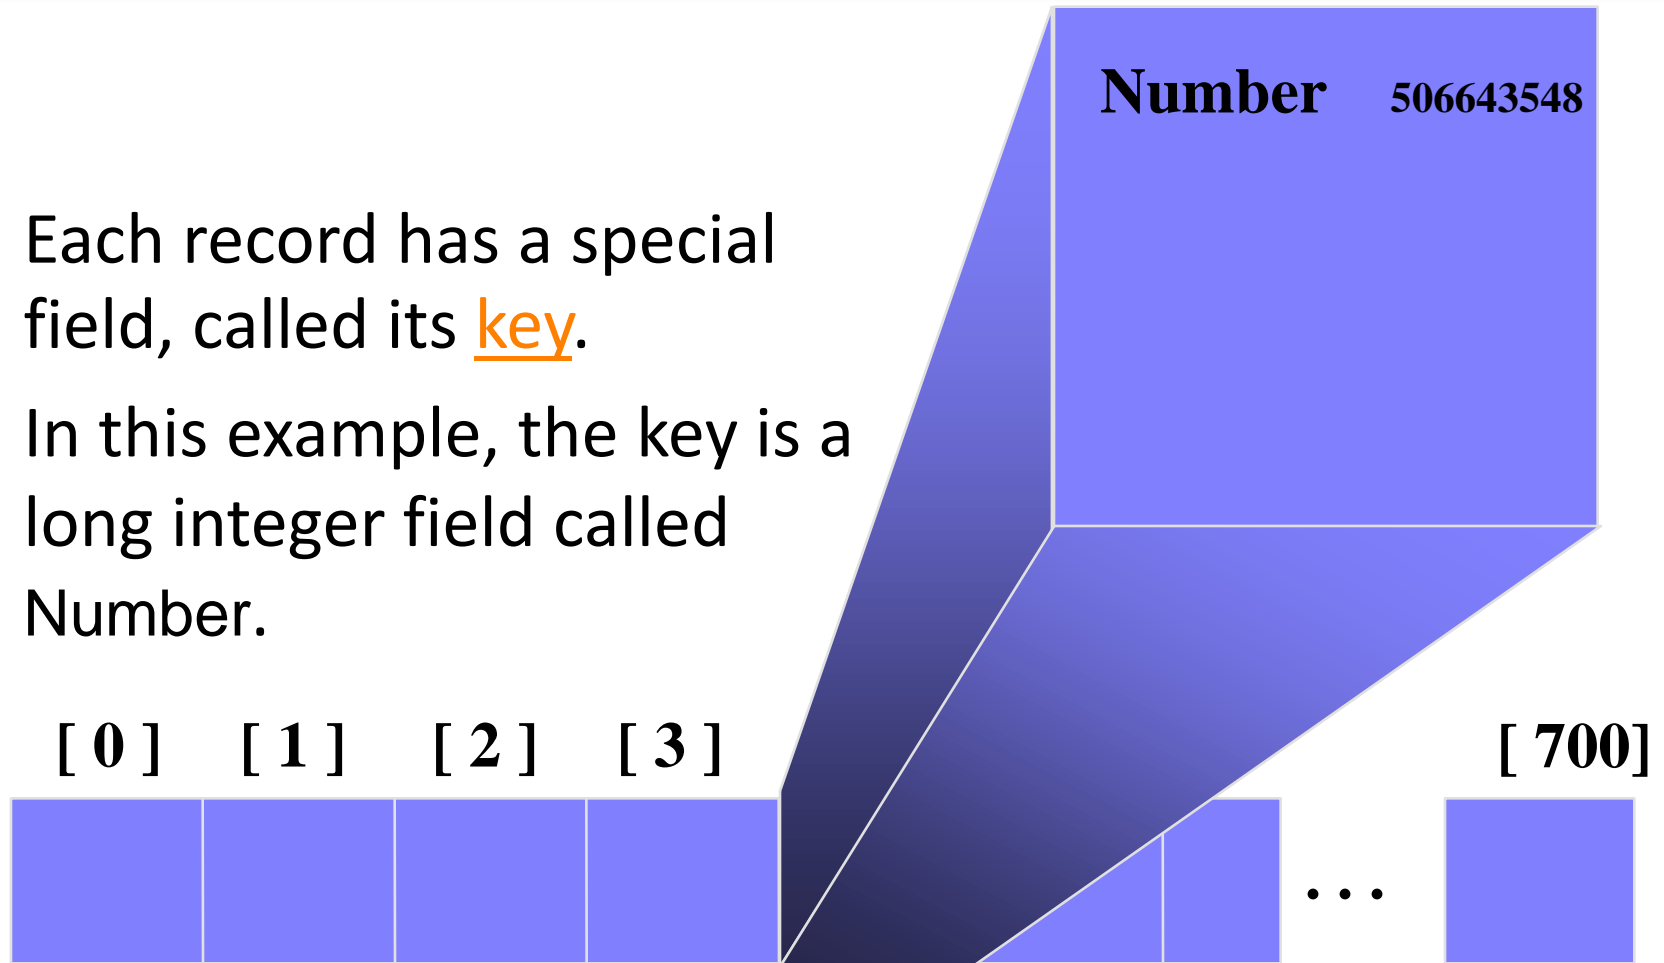 Number 506643548
Each record has a special
field, called its key.
In this example, the key is a
long integer field called
Number.
[ 0 ] [ 1 ] [ 2 ] [ 3 ] [ 700]
. . .